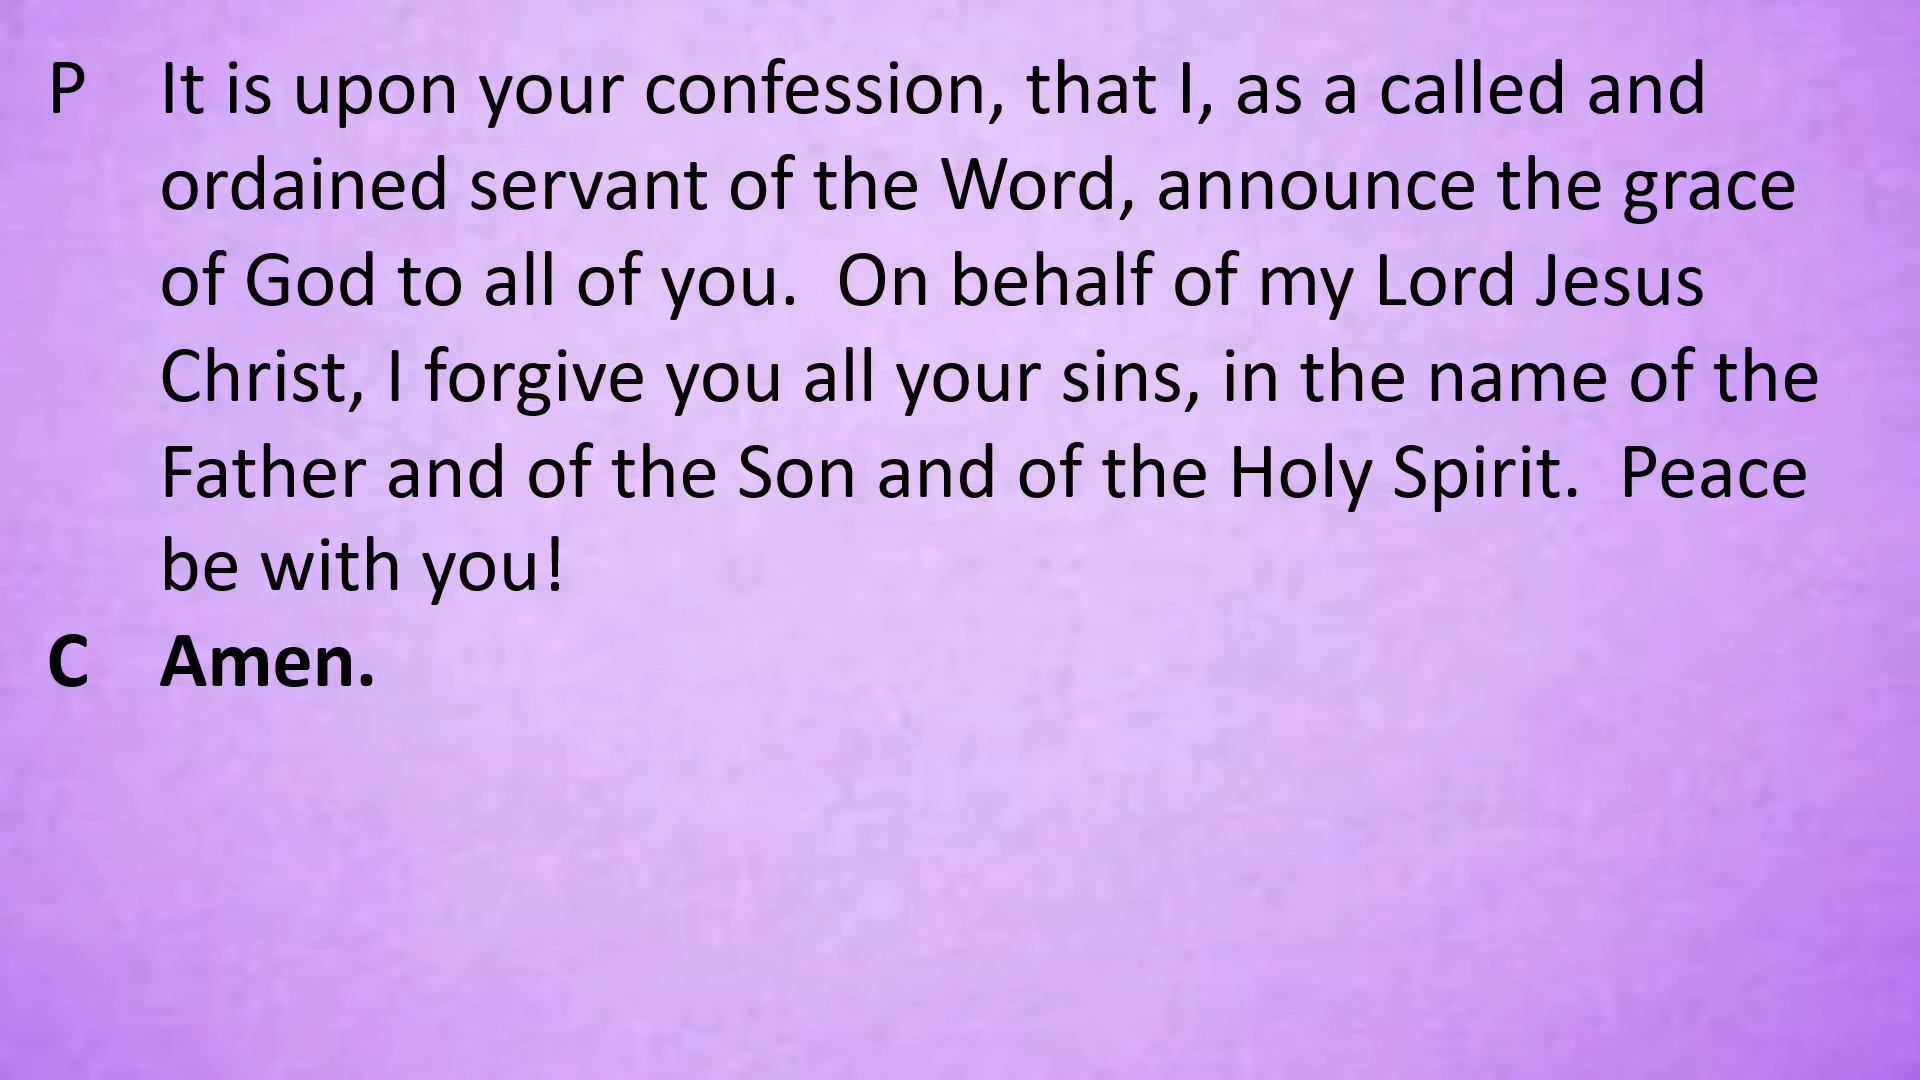 P It is upon your confession, that I, as a called and
ordained servant of the Word, announce the grace
of God to all of you.  On behalf of my Lord Jesus
Christ, I forgive you all your sins, in the name of the
Father and of the Son and of the Holy Spirit.  Peace
be with you!
C Amen.